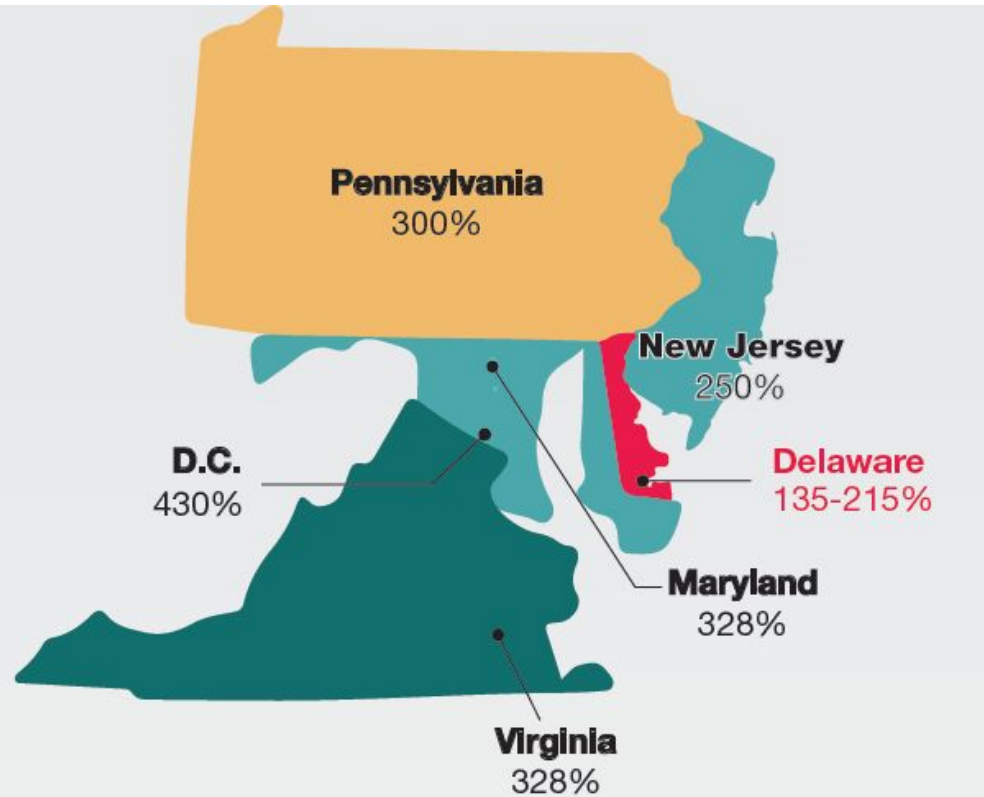 Pennsylvania
300%
New Jersey
250%
D.C.
430%
Delaware
135-215%
Maryland
328%
Virginia
328%